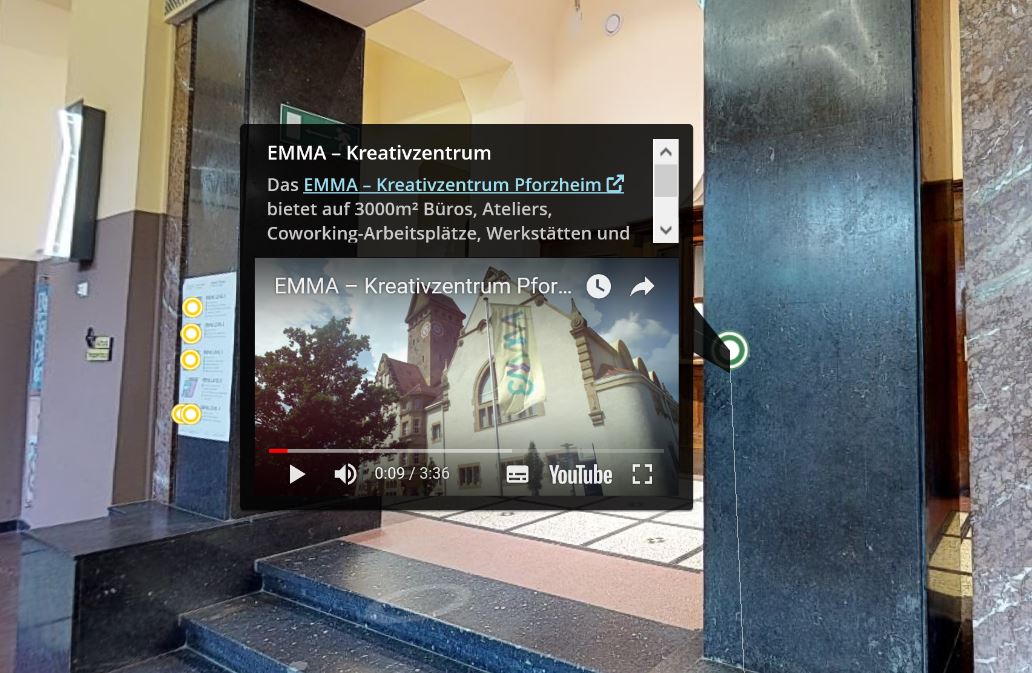 EMMA – Kreativzentrum
Das EMMA – Kreativzentrum Pforzheim
bietet auf 3000m² Büros, Ateliers,
Coworking-Arbeitsplätze, Werkstätten und
EMMA – Kreativzentrum Pfor...
0:09 / 3:36
YouTube